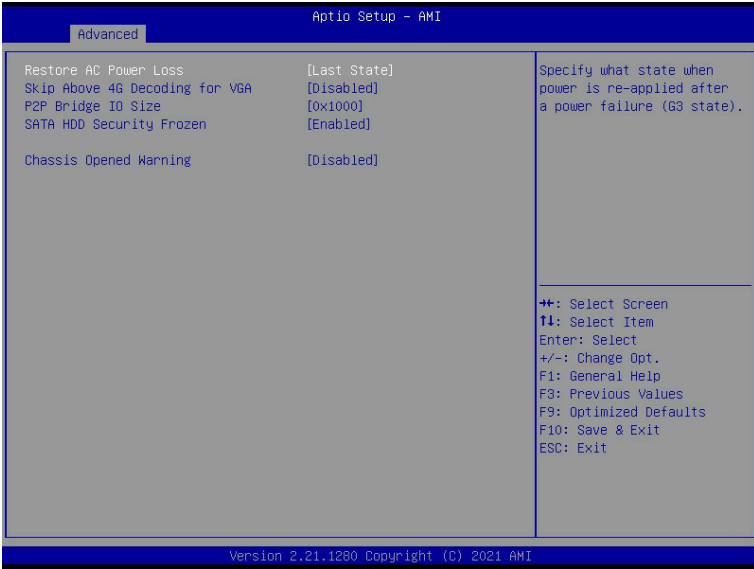 Aptio Setup – AMI
Advanced
Restore AC Power Loss [Last State]
Skip Above 4G Decoding for VGA [Disabled]
P2P Bridge IO Size [0x1000]
SATA HDD Security Frozen [Enabled]
Chassis Opened Warning [Disabled]
Specify what state when
power is re-applied after
a power failure (G3 state).
→←: Select Screen
↑↓: Select Item
Enter: Select
+/-: Change Opt.
F1: General Help
F3: Previous Values
F9: Optimized Defaults
F10: Save & Exit
ESC: Exit
Version 2.21.1280 Copyright (C) 2021 AMI